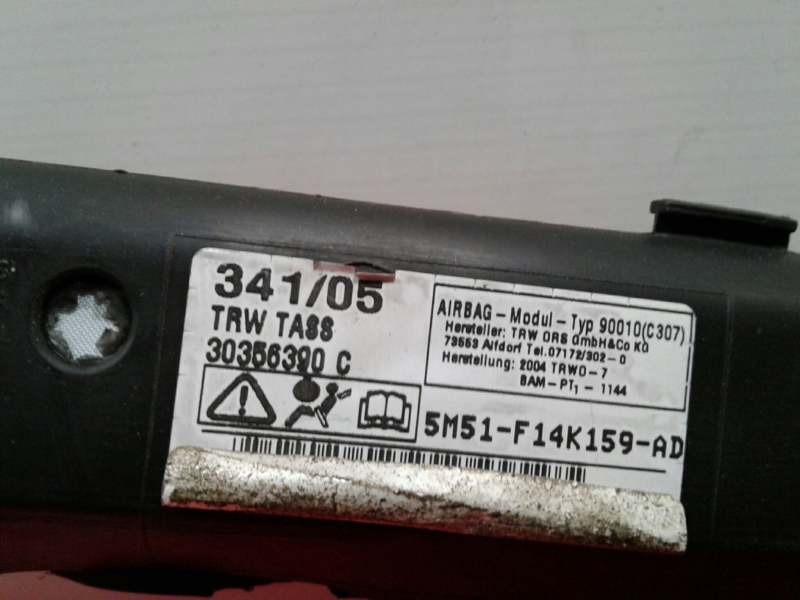 341/05
TRW TASS
30356390 C
AIRBAG - Modul - Typ 90010(C307)
Hersteller: TRW ORS GmbH&Co KG
73553 Alfdorf Tel.07172/302-0
Herstellung: 2004 TRWO-7
BAM-PT₁-1144
5M51-F14K159-AD